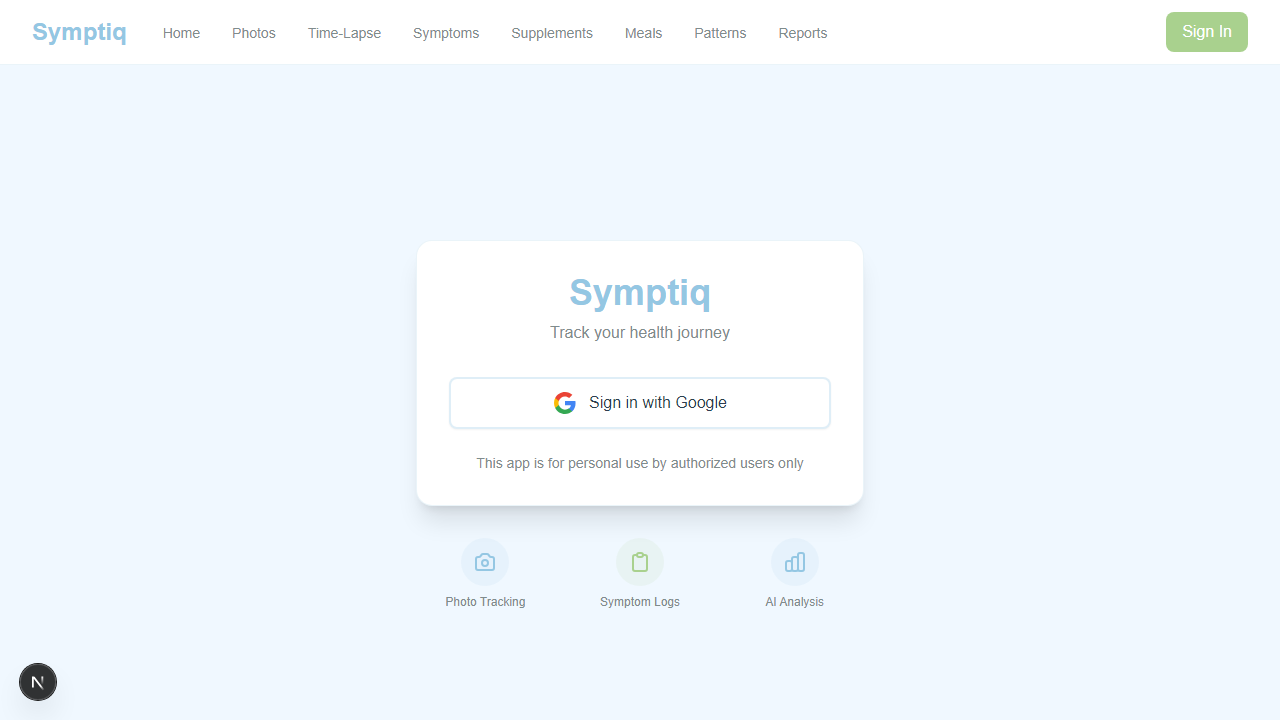 Symptiq
Home
Photos
Time-Lapse
Symptoms
Supplements
Meals
Patterns
Reports
Sign In
Symptiq
Track your health journey
Sign in with Google
This app is for personal use by authorized users only
Photo Tracking
Symptom Logs
AI Analysis
N